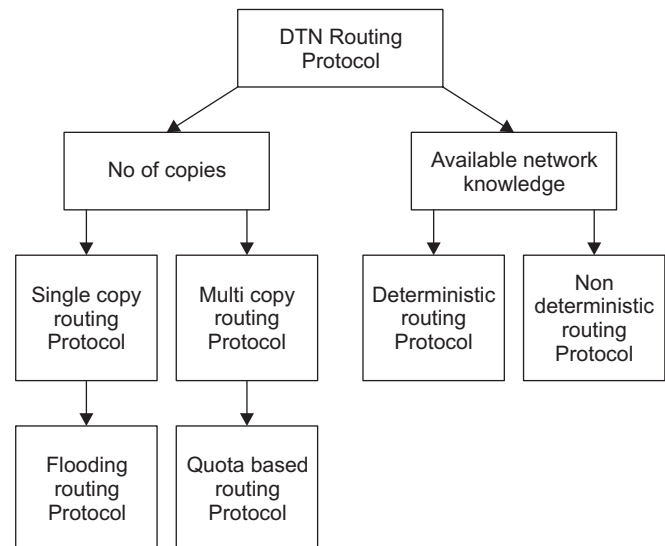 DTN Routing
Protocol
No of copies
Available network
knowledge
Single copy
routing
Protocol
Multi copy
routing
Protocol
Deterministic
routing
Protocol
Non
deterministic
routing
Protocol
Flooding
routing
Protocol
Quota based
routing
Protocol